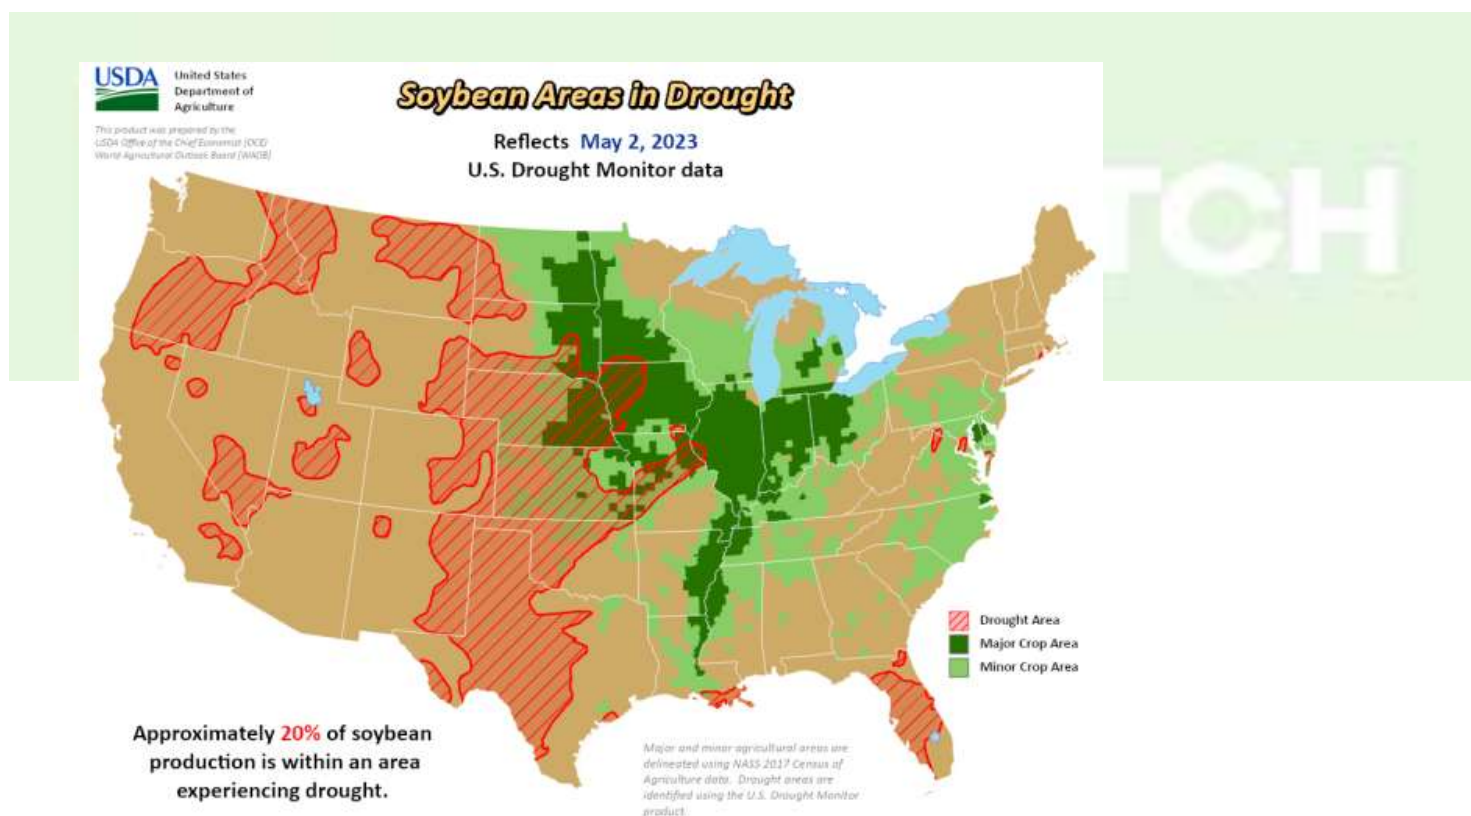 USDA
United States
Department of
Agriculture
This product was prepared by the
USDA Office of the Chief Economist (OCE)
World Agricultural Outlook Board (WAOB)
Soybean Areas in Drought
Reflects May 2, 2023
U.S. Drought Monitor data
TCH
Drought Area
Major Crop Area
Minor Crop Area
Approximately 20% of soybean
production is within an area
experiencing drought.
Major and minor agricultural areas are
delineated using NASS 2017 Census of
Agriculture data. Drought areas are
identified using the U.S. Drought Monitor
product.